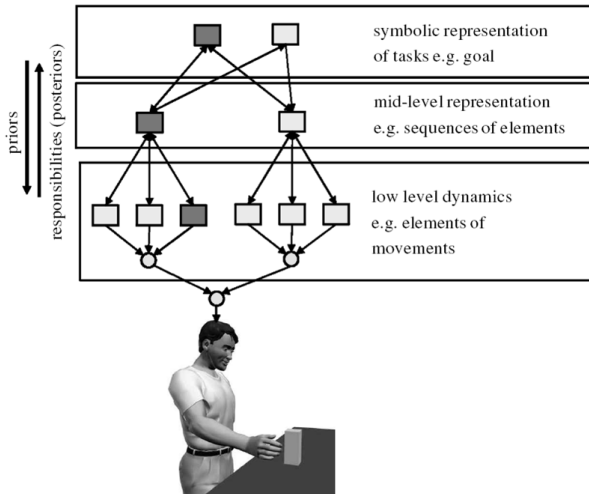 symbolic representation
of tasks e.g. goal
mid-level representation
e.g. sequences of elements
low level dynamics
e.g. elements of
movements
priors
responsibilities (posteriors)